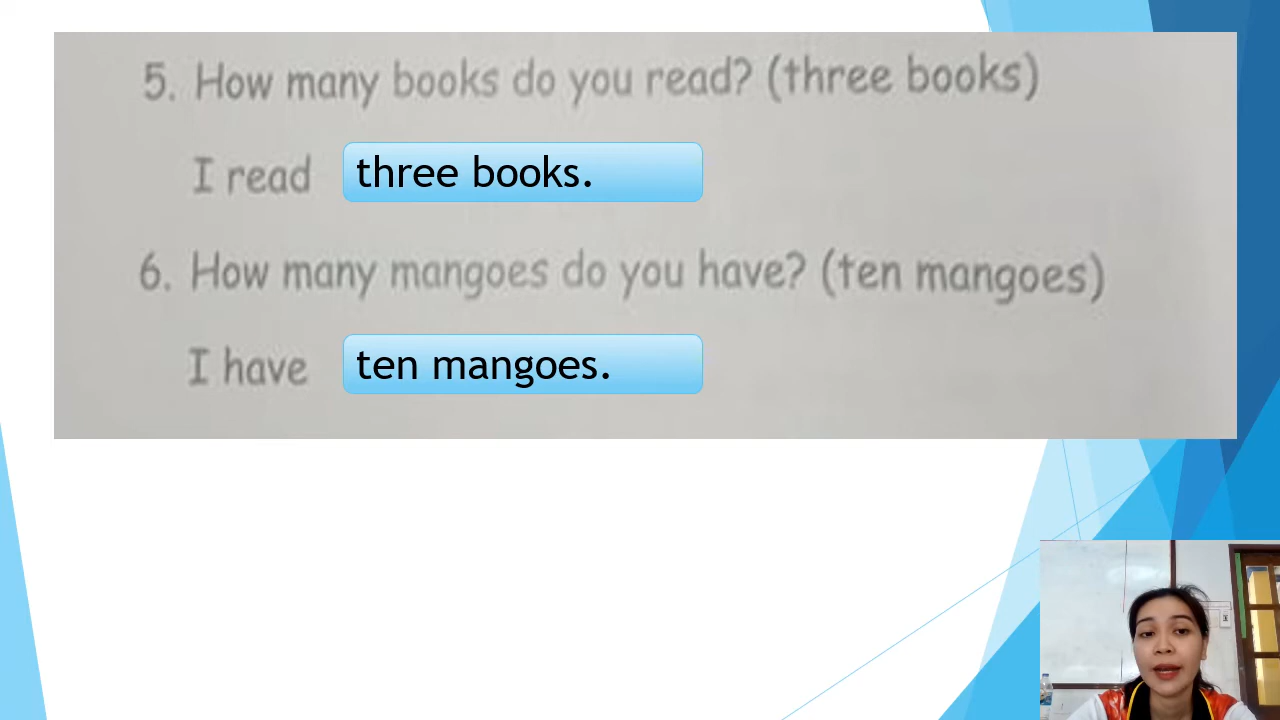 5. How many books do you read? (three books)
I read three books.
6. How many mangoes do you have? (ten mangoes)
I have ten mangoes.